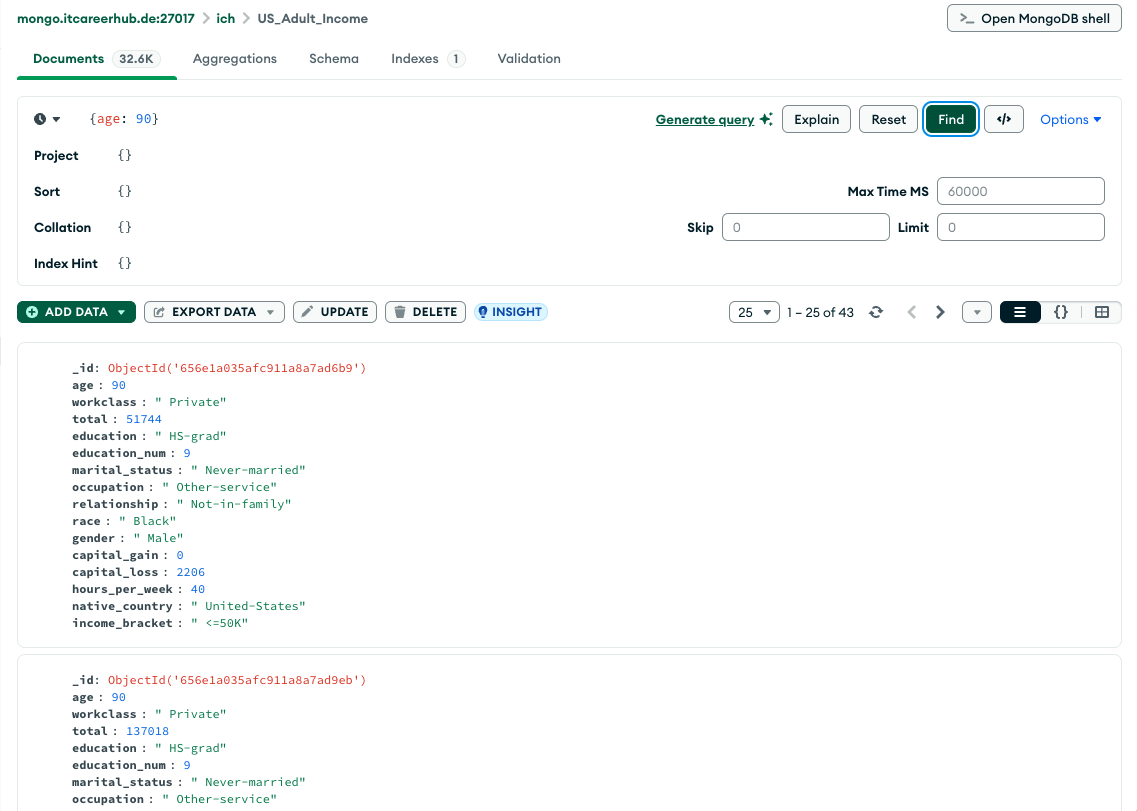 mongo.itcareerhub.de:27017 > ich > US_Adult_Income
>_ Open MongoDB shell
Documents 32.6K Aggregations Schema Indexes 1 Validation
{age: 90}
Generate query Explain Reset Find </> Options
Project {}
Sort {} Max Time MS 60000
Collation {} Skip 0 Limit 0
Index Hint {}
ADD DATA EXPORT DATA UPDATE DELETE INSIGHT 25 1 – 25 of 43 {}
_id: ObjectId('656e1a035afc911a8a7ad6b9')
age : 90
workclass : " Private"
total : 51744
education : " HS-grad"
education_num : 9
marital_status : " Never-married"
occupation : " Other-service"
relationship : " Not-in-family"
race : " Black"
gender : " Male"
capital_gain : 0
capital_loss : 2206
hours_per_week : 40
native_country : " United-States"
income_bracket : " <=50K"
_id: ObjectId('656e1a035afc911a8a7ad9eb')
age : 90
workclass : " Private"
total : 137018
education : " HS-grad"
education_num : 9
marital_status : " Never-married"
occupation : " Other-service"